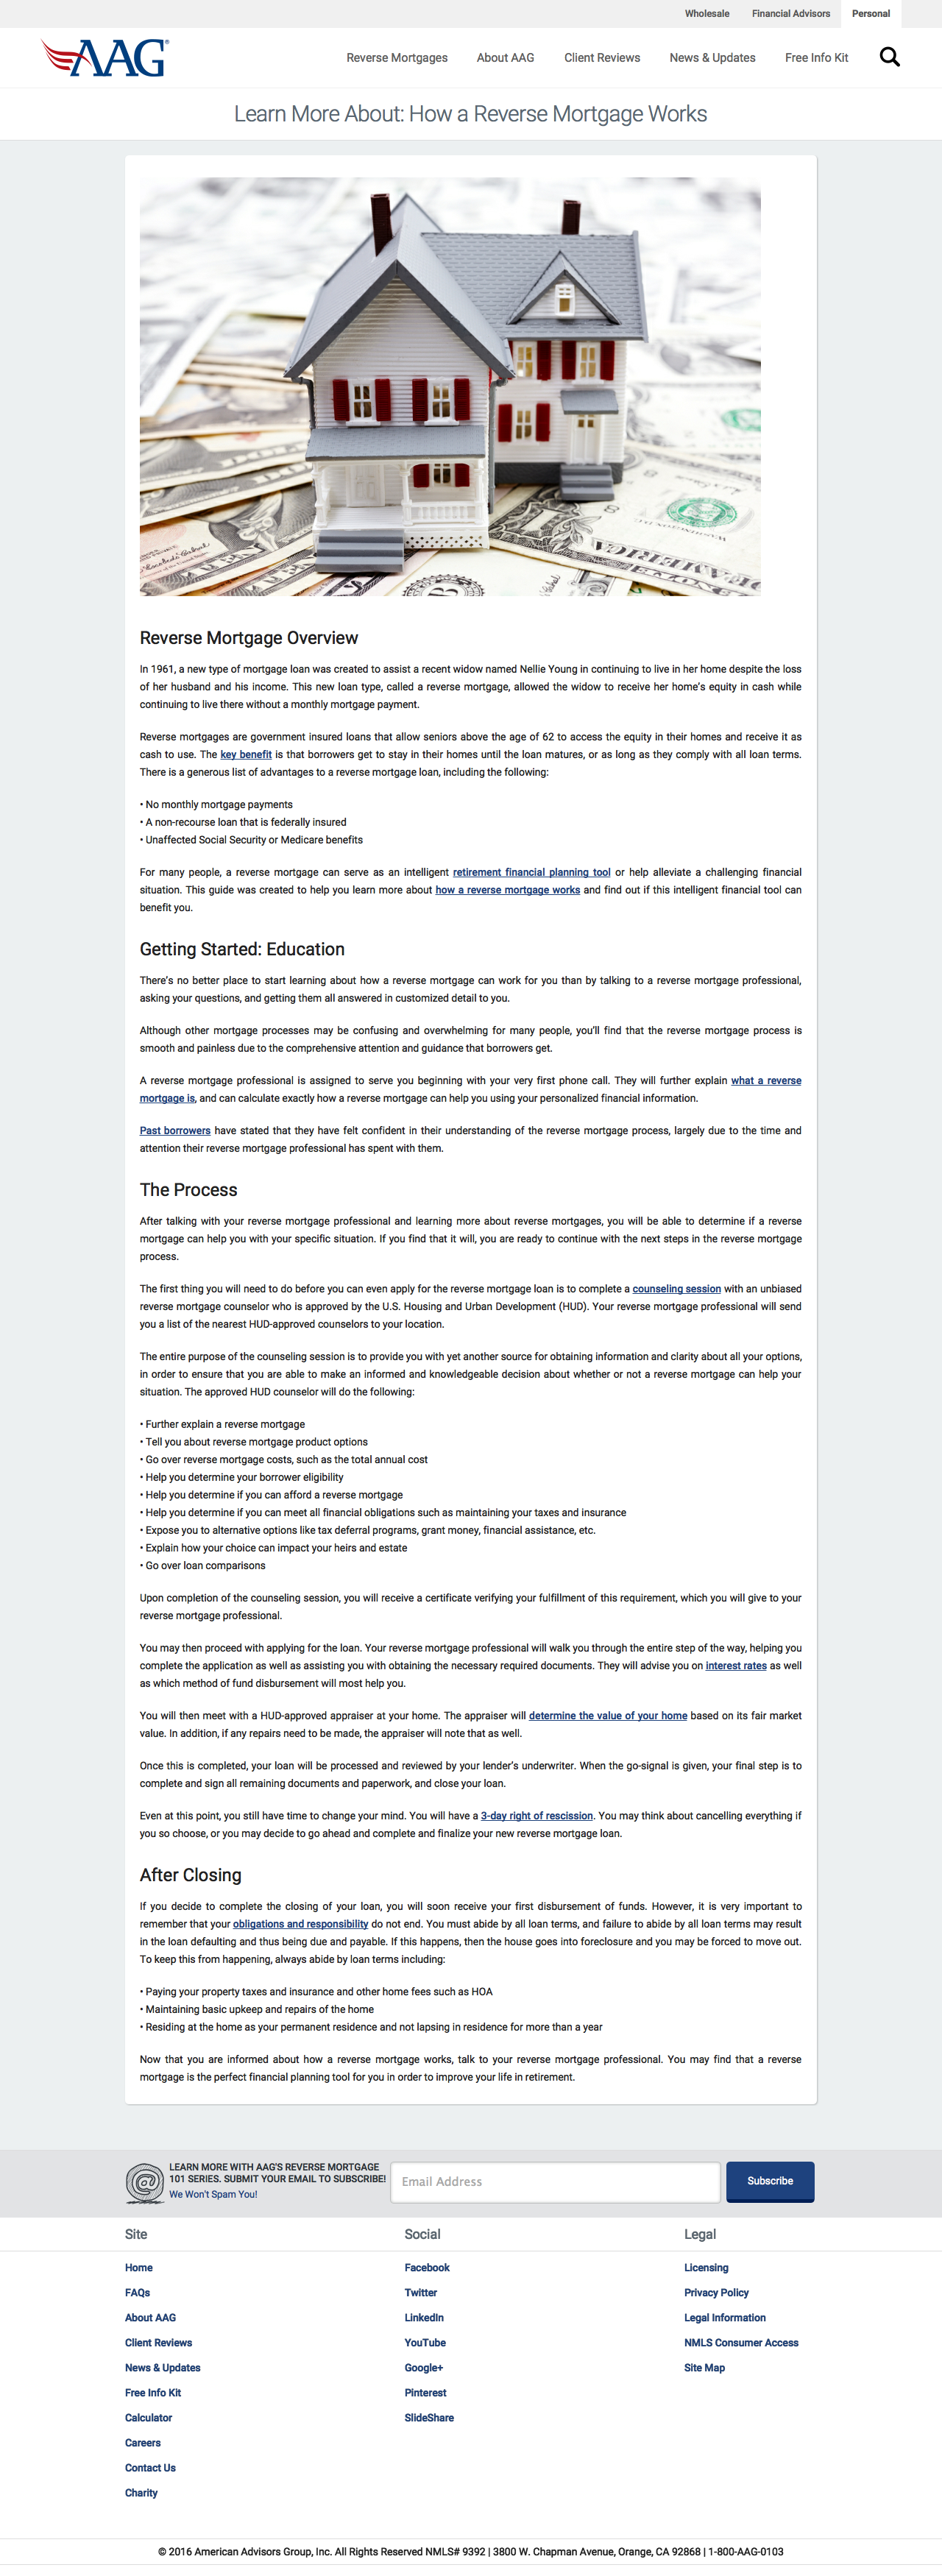 Wholesale Financial Advisors Personal
AAG®
Reverse Mortgages About AAG Client Reviews News & Updates Free Info Kit
Learn More About: How a Reverse Mortgage Works
WASHINGTON
Reverse Mortgage Overview
In 1961, a new type of mortgage loan was created to assist a recent widow named Nellie Young in continuing to live in her home despite the loss
of her husband and his income. This new loan type, called a reverse mortgage, allowed the widow to receive her home's equity in cash while
continuing to live there without a monthly mortgage payment.
Reverse mortgages are government insured loans that allow seniors above the age of 62 to access the equity in their homes and receive it as
cash to use. The key benefit is that borrowers get to stay in their homes until the loan matures, or as long as they comply with all loan terms.
There is a generous list of advantages to a reverse mortgage loan, including the following:
• No monthly mortgage payments
• A non-recourse loan that is federally insured
• Unaffected Social Security or Medicare benefits
For many people, a reverse mortgage can serve as an intelligent retirement financial planning tool or help alleviate a challenging financial
situation. This guide was created to help you learn more about how a reverse mortgage works and find out if this intelligent financial tool can
benefit you.
Getting Started: Education
There's no better place to start learning about how a reverse mortgage can work for you than by talking to a reverse mortgage professional,
asking your questions, and getting them all answered in customized detail to you.
Although other mortgage processes may be confusing and overwhelming for many people, you'll find that the reverse mortgage process is
smooth and painless due to the comprehensive attention and guidance that borrowers get.
A reverse mortgage professional is assigned to serve you beginning with your very first phone call. They will further explain what a reverse
mortgage is, and can calculate exactly how a reverse mortgage can help you using your personalized financial information.
Past borrowers have stated that they have felt confident in their understanding of the reverse mortgage process, largely due to the time and
attention their reverse mortgage professional has spent with them.
The Process
After talking with your reverse mortgage professional and learning more about reverse mortgages, you will be able to determine if a reverse
mortgage can help you with your specific situation. If you find that it will, you are ready to continue with the next steps in the reverse mortgage
process.
The first thing you will need to do before you can even apply for the reverse mortgage loan is to complete a counseling session with an unbiased
reverse mortgage counselor who is approved by the U.S. Housing and Urban Development (HUD). Your reverse mortgage professional will send
you a list of the nearest HUD-approved counselors to your location.
The entire purpose of the counseling session is to provide you with yet another source for obtaining information and clarity about all your options,
in order to ensure that you are able to make an informed and knowledgeable decision about whether or not a reverse mortgage can help your
situation. The approved HUD counselor will do the following:
• Further explain a reverse mortgage
• Tell you about reverse mortgage product options
• Go over reverse mortgage costs, such as the total annual cost
• Help you determine your borrower eligibility
• Help you determine if you can afford a reverse mortgage
• Help you determine if you can meet all financial obligations such as maintaining your taxes and insurance
• Expose you to alternative options like tax deferral programs, grant money, financial assistance, etc.
• Explain how your choice can impact your heirs and estate
• Go over loan comparisons
Upon completion of the counseling session, you will receive a certificate verifying your fulfillment of this requirement, which you will give to your
reverse mortgage professional.
You may then proceed with applying for the loan. Your reverse mortgage professional will walk you through the entire step of the way, helping you
complete the application as well as assisting you with obtaining the necessary required documents. They will advise you on interest rates as well
as which method of fund disbursement will most help you.
You will then meet with a HUD-approved appraiser at your home. The appraiser will determine the value of your home based on its fair market
value. In addition, if any repairs need to be made, the appraiser will note that as well.
Once this is completed, your loan will be processed and reviewed by your lender's underwriter. When the go-signal is given, your final step is to
complete and sign all remaining documents and paperwork, and close your loan.
Even at this point, you still have time to change your mind. You will have a 3-day right of rescission. You may think about cancelling everything if
you so choose, or you may decide to go ahead and complete and finalize your new reverse mortgage loan.
After Closing
If you decide to complete the closing of your loan, you will soon receive your first disbursement of funds. However, it is very important to
remember that your obligations and responsibility do not end. You must abide by all loan terms, and failure to abide by all loan terms may result
in the loan defaulting and thus being due and payable. If this happens, then the house goes into foreclosure and you may be forced to move out.
To keep this from happening, always abide by loan terms including:
• Paying your property taxes and insurance and other home fees such as HOA
• Maintaining basic upkeep and repairs of the home
• Residing at the home as your permanent residence and not lapsing in residence for more than a year
Now that you are informed about how a reverse mortgage works, talk to your reverse mortgage professional. You may find that a reverse
mortgage is the perfect financial planning tool for you in order to improve your life in retirement.
LEARN MORE WITH AAG'S REVERSE MORTGAGE
101 SERIES. SUBMIT YOUR EMAIL TO SUBSCRIBE!
We Won't Spam You!
Email Address
Subscribe
Site
Home
FAQs
About AAG
Client Reviews
News & Updates
Free Info Kit
Calculator
Careers
Contact Us
Charity
Social
Facebook
Twitter
LinkedIn
YouTube
Google+
Pinterest
SlideShare
Legal
Licensing
Privacy Policy
Legal Information
NMLS Consumer Access
Site Map
© 2016 American Advisors Group, Inc. All Rights Reserved NMLS# 9392 | 3800 W. Chapman Avenue, Orange, CA 92868 | 1-800-AAG-0103